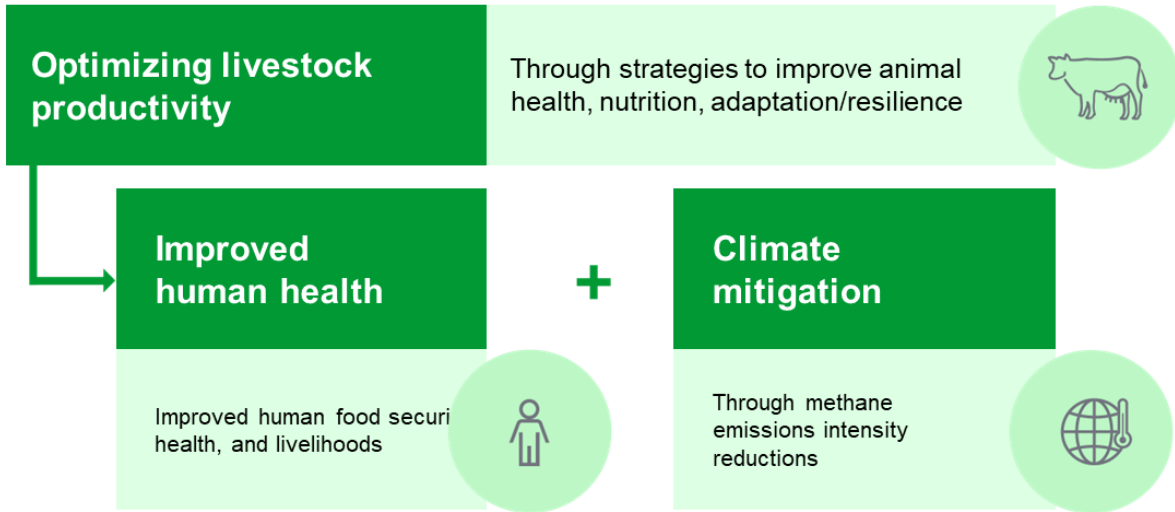 Optimizing livestock
productivity
Through strategies to improve animal
health, nutrition, adaptation/resilience
Improved
human health
+
Climate
mitigation
Improved human food securi
health, and livelihoods
Through methane
emissions intensity
reductions